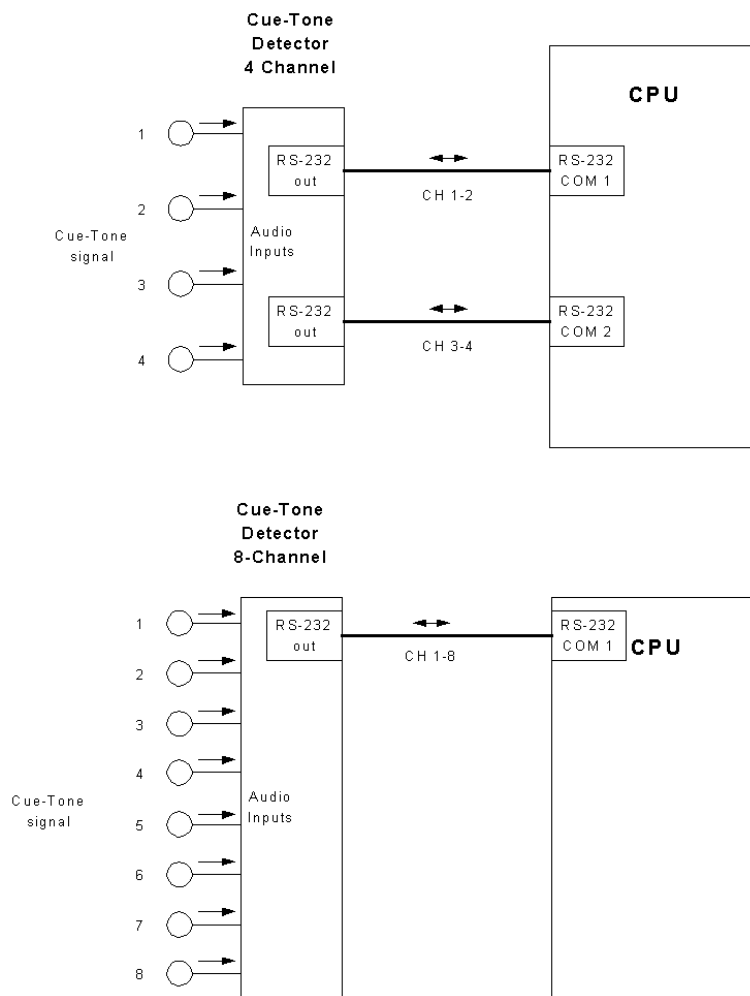 Cue-Tone
Detector
4 Channel
CPU
1
RS-232
out
RS-232
COM 1
CH 1-2
2
Cue-Tone
signal
Audio
Inputs
3
RS-232
out
RS-232
COM 2
CH 3-4
4
Cue-Tone
Detector
8-Channel
1
RS-232
out
RS-232
COM 1
CPU
CH 1-8
2
3
4
Cue-Tone
signal
Audio
Inputs
5
6
7
8